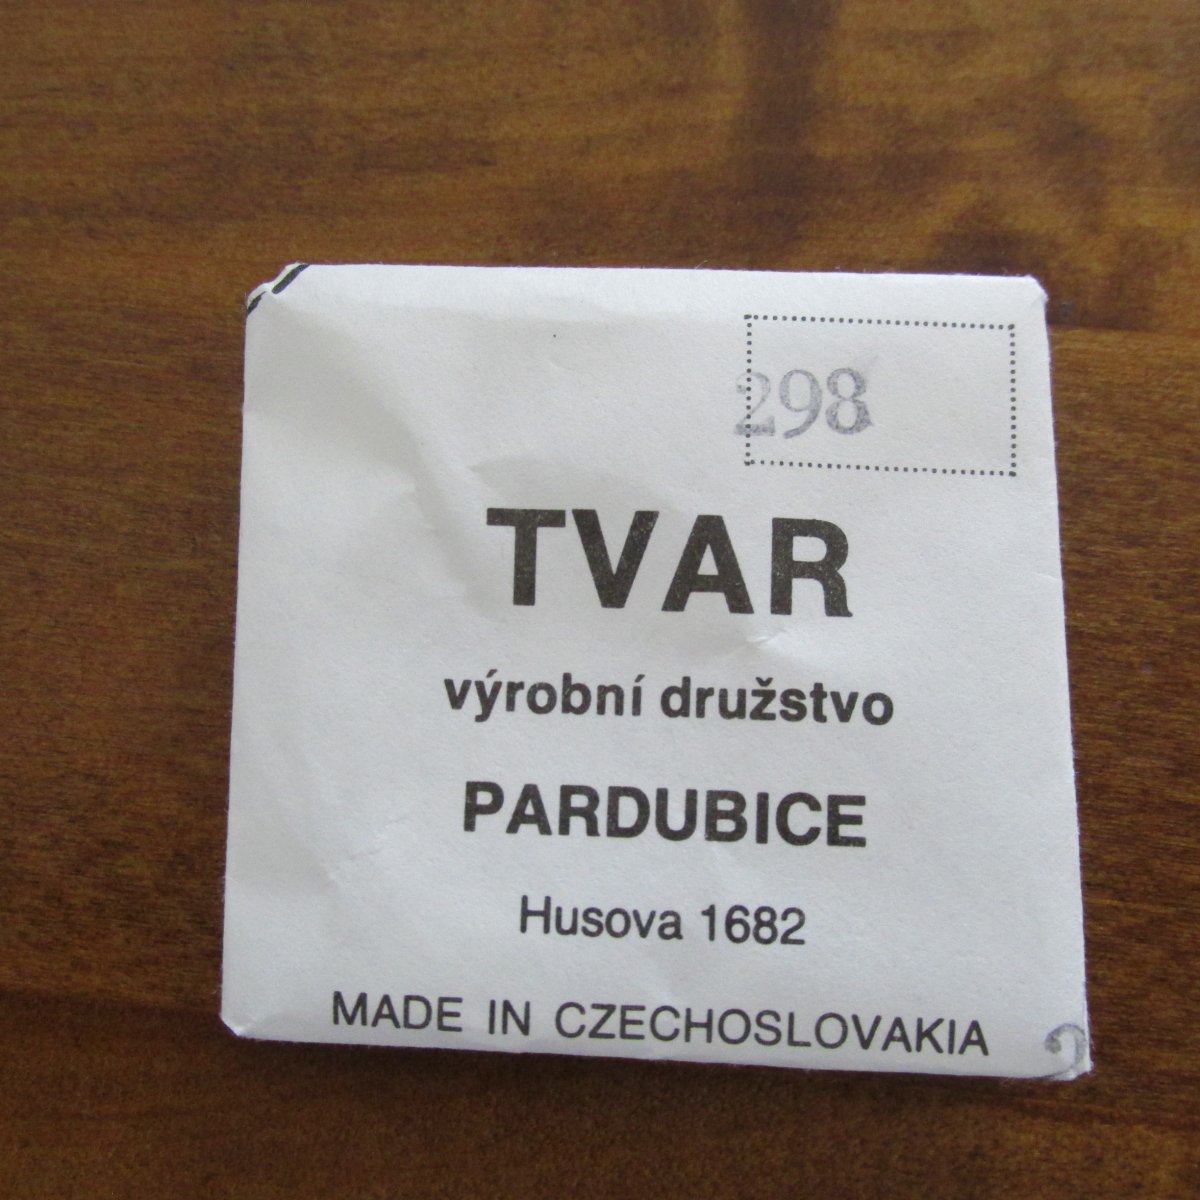 298
TVAR
výrobní družstvo
PARDUBICE
Husova 1682
MADE IN CZECHOSLOVAKIA